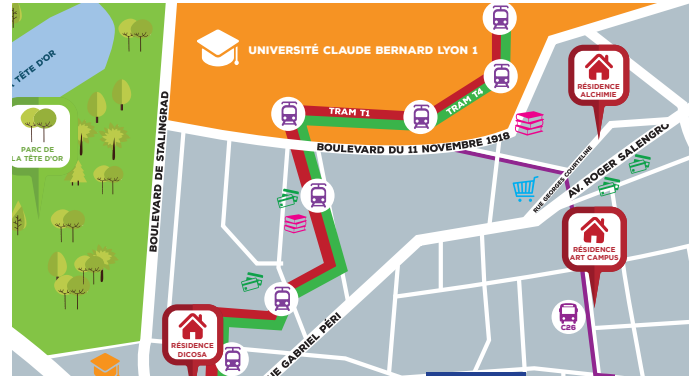 TÊTE D'OR
UNIVERSITÉ CLAUDE BERNARD LYON 1
RÉSIDENCE
ALCHIMIE
TRAM T1
TRAM T4
PARC DE
LA TÊTE D'OR
BOULEVARD DE STALINGRAD
BOULEVARD DU 11 NOVEMBRE 1918
RUE GEORGES COURTELINE
AV. ROGER SALENGRO
RÉSIDENCE
ART CAMPUS
C26
RÉSIDENCE
DICOSA
UE GABRIEL PÉRI